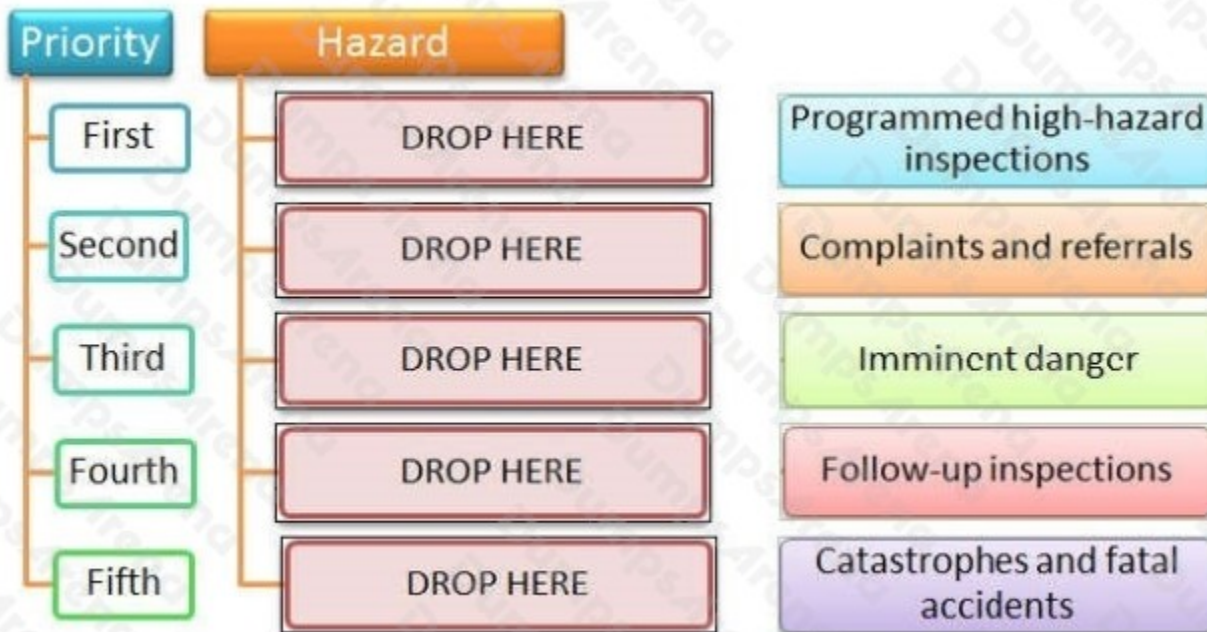 Priority
Hazard
First
DROP HERE
Programmed high-hazard
inspections
Second
DROP HERE
Complaints and referrals
Third
DROP HERE
Imminent danger
Fourth
DROP HERE
Follow-up inspections
Fifth
DROP HERE
Catastrophes and fatal
accidents
DumpsArena